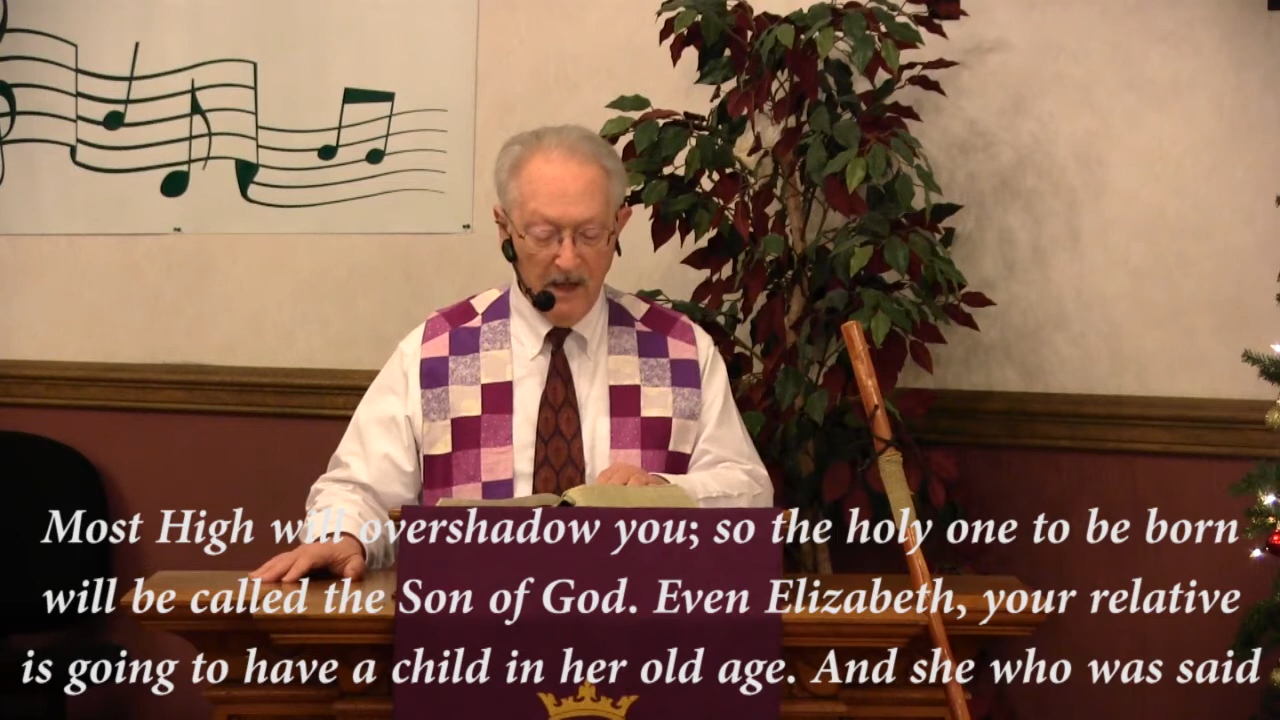 Most High will overshadow you; so the holy one to be born
will be called the Son of God. Even Elizabeth, your relative
is going to have a child in her old age. And she who was said